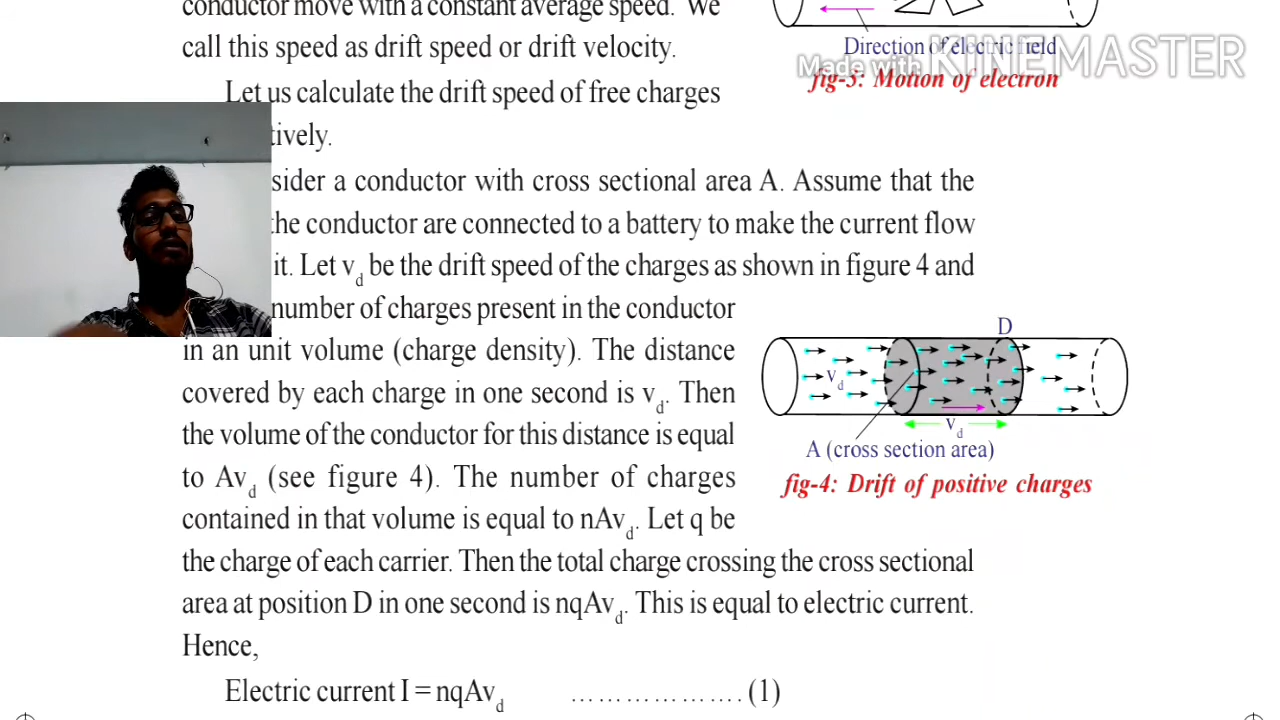 conductor move with a constant average speed. We
call this speed as drift speed or drift velocity.
Let us calculate the drift speed of free charges
tively.
sider a conductor with cross sectional area A. Assume that the
the conductor are connected to a battery to make the current flow
it. Let vd be the drift speed of the charges as shown in figure 4 and
number of charges present in the conductor
in an unit volume (charge density). The distance
covered by each charge in one second is vd. Then
the volume of the conductor for this distance is equal
to Avd (see figure 4). The number of charges
contained in that volume is equal to nAvd. Let q be
the charge of each carrier. Then the total charge crossing the cross sectional
area at position D in one second is nqAvd. This is equal to electric current.
Hence,
Electric current I = nqAvd ………………. (1)
Direction of electric field
Made with KINEMASTER
fig-3: Motion of electron
D
vd
vd
A (cross section area)
fig-4: Drift of positive charges